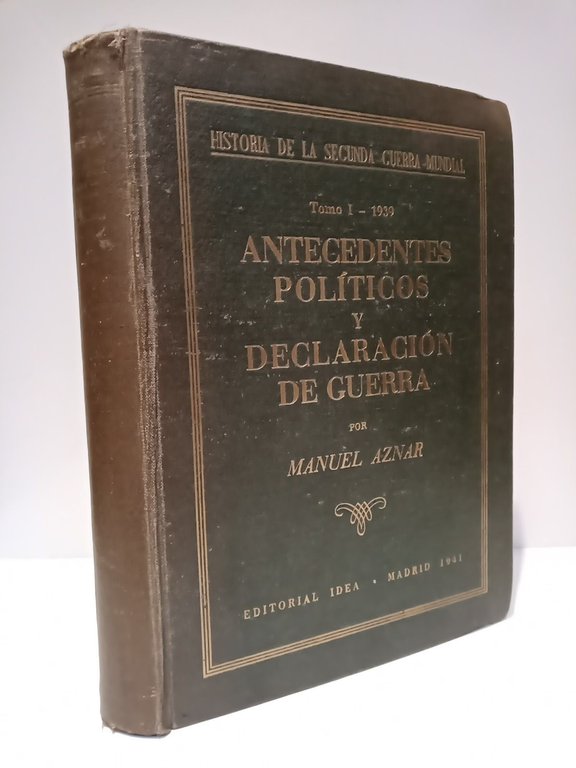 HISTORIA DE LA SEGUNDA GUERRA MUNDIAL
Tomo I - 1939
ANTECEDENTES
POLÍTICOS
Y
DECLARACIÓN
DE GUERRA
POR
MANUEL AZNAR
EDITORIAL IDEA . MADRID 1941